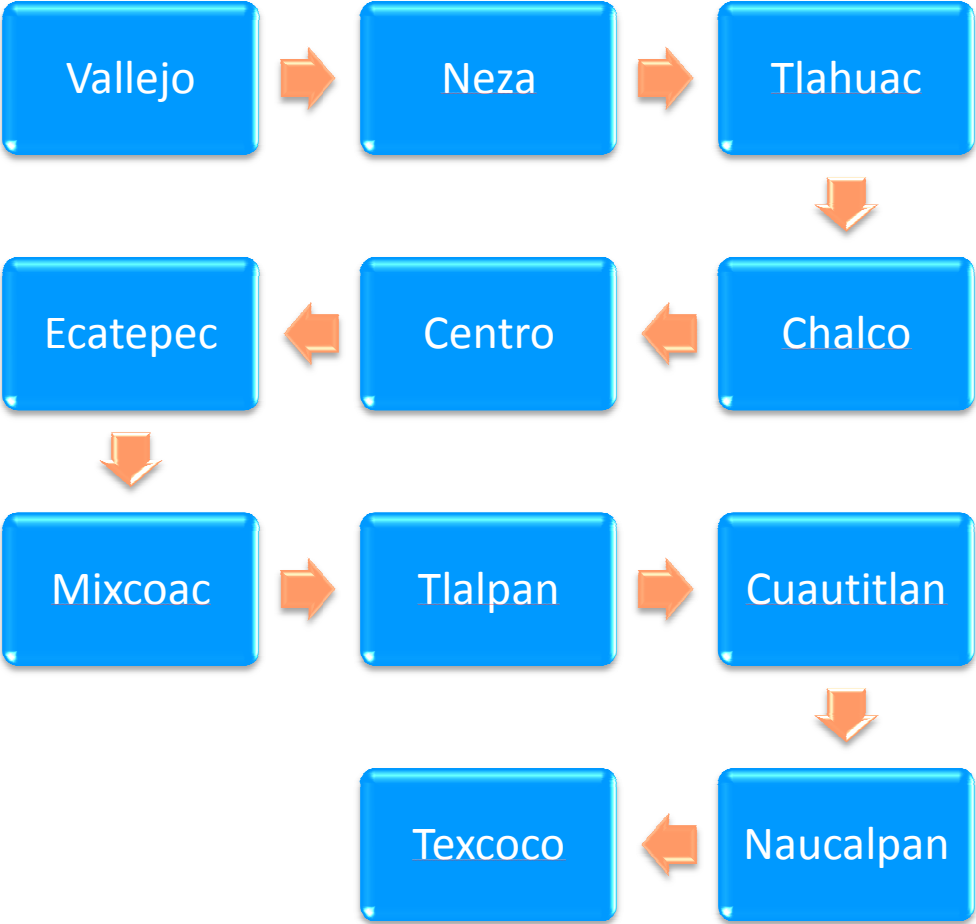 Vallejo
Neza
Tlahuac
Chalco
Centro
Ecatepec
Mixcoac
Tlalpan
Cuautitlan
Naucalpan
Texcoco